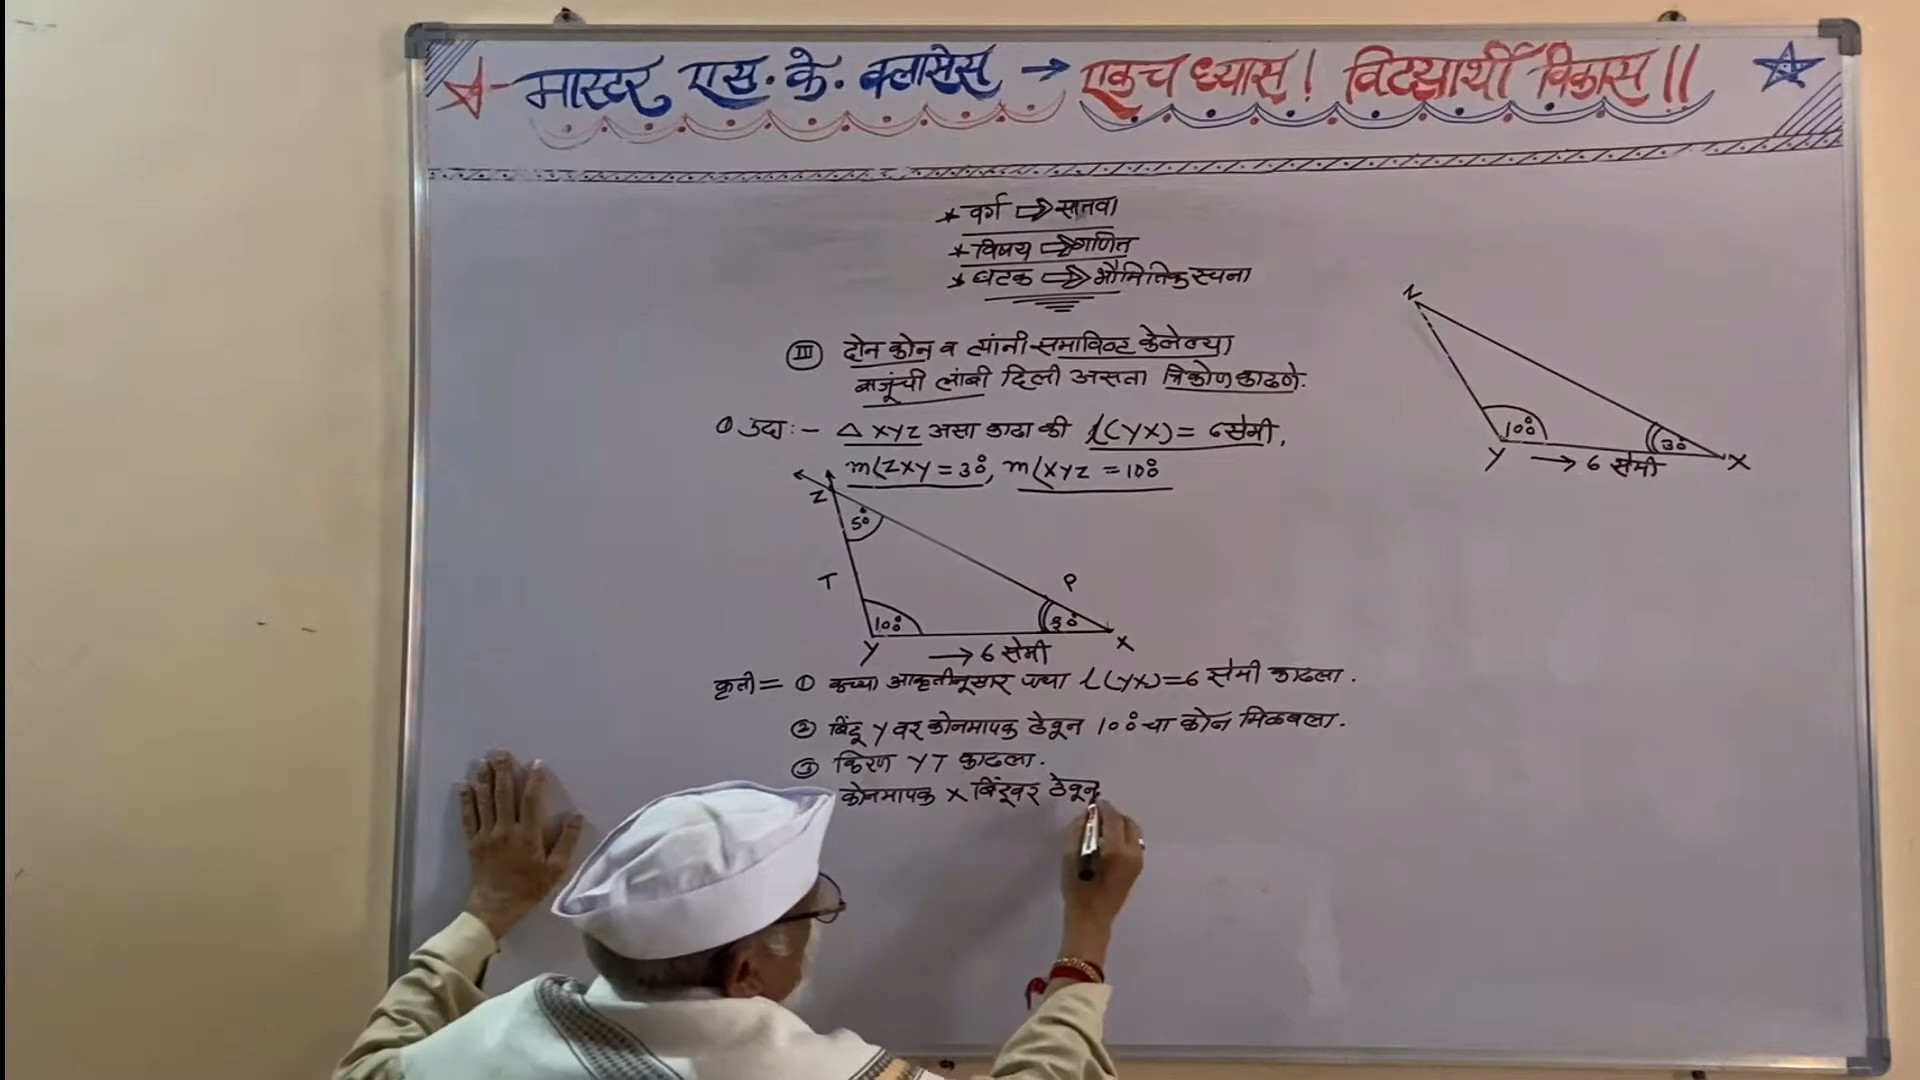 मास्टर एस. के. क्लासेस → एकच ध्यास! विद्यार्थी विकास!!
* वर्ग ⇒ सातवा
* विषय ⇒ गणित
* घटक ⇒ भौमितिक रचना
III दोन कोन व त्यांनी समाविष्ट केलेल्या
बाजूंची लांबी दिली असता त्रिकोण काढणे.
① उदा :- △ XYZ असा काढा की l(YX) = 6 सेमी,
m∠ZXY = 30°, m∠XYZ = 100°
Z
50°
T
P
100°
30°
Y
→ 6 सेमी
X
Z
100°
30°
Y
→ 6 सेमी
X
कृती = ① कच्च्या आकृतीनुसार l(YX) = 6 सेमी काढला.
② बिंदू Y वर कोनमापक ठेवून 100° चा कोन मिळवला.
③ किरण YT काढला.
कोनमापक X बिंदूवर ठेवून